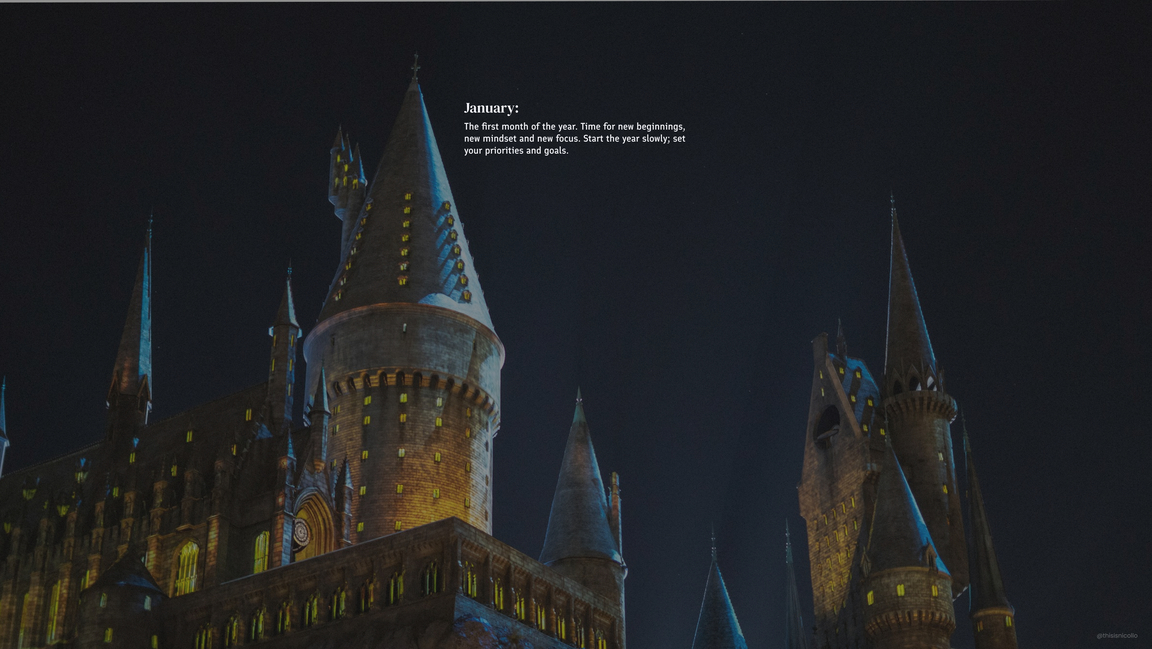 January:
The first month of the year. Time for new beginnings,
new mindset and new focus. Start the year slowly; set
your priorities and goals.